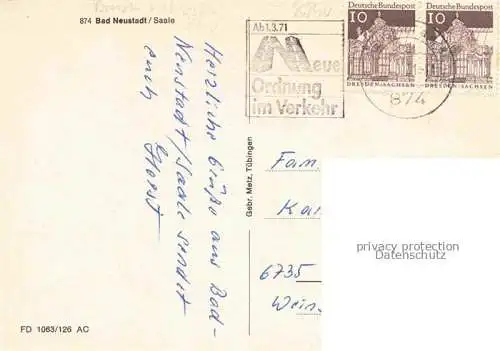 874 Bad Neustadt / Saale
Herzliche Grüße aus Bad-
Neustadt/Saale sendet
euch Horst
FD 1063/126 AC
Gebr. Metz, Tübingen
Ab 1.3.71
Neue
Ordnung
im Verkehr
Deutsche Bundespost
10
DRESDEN/SACHSEN
Deutsche Bundespost
10
DRESDEN/SACHSEN
874
Fam
Ka
6735
Wein
privacy protection
Datenschutz